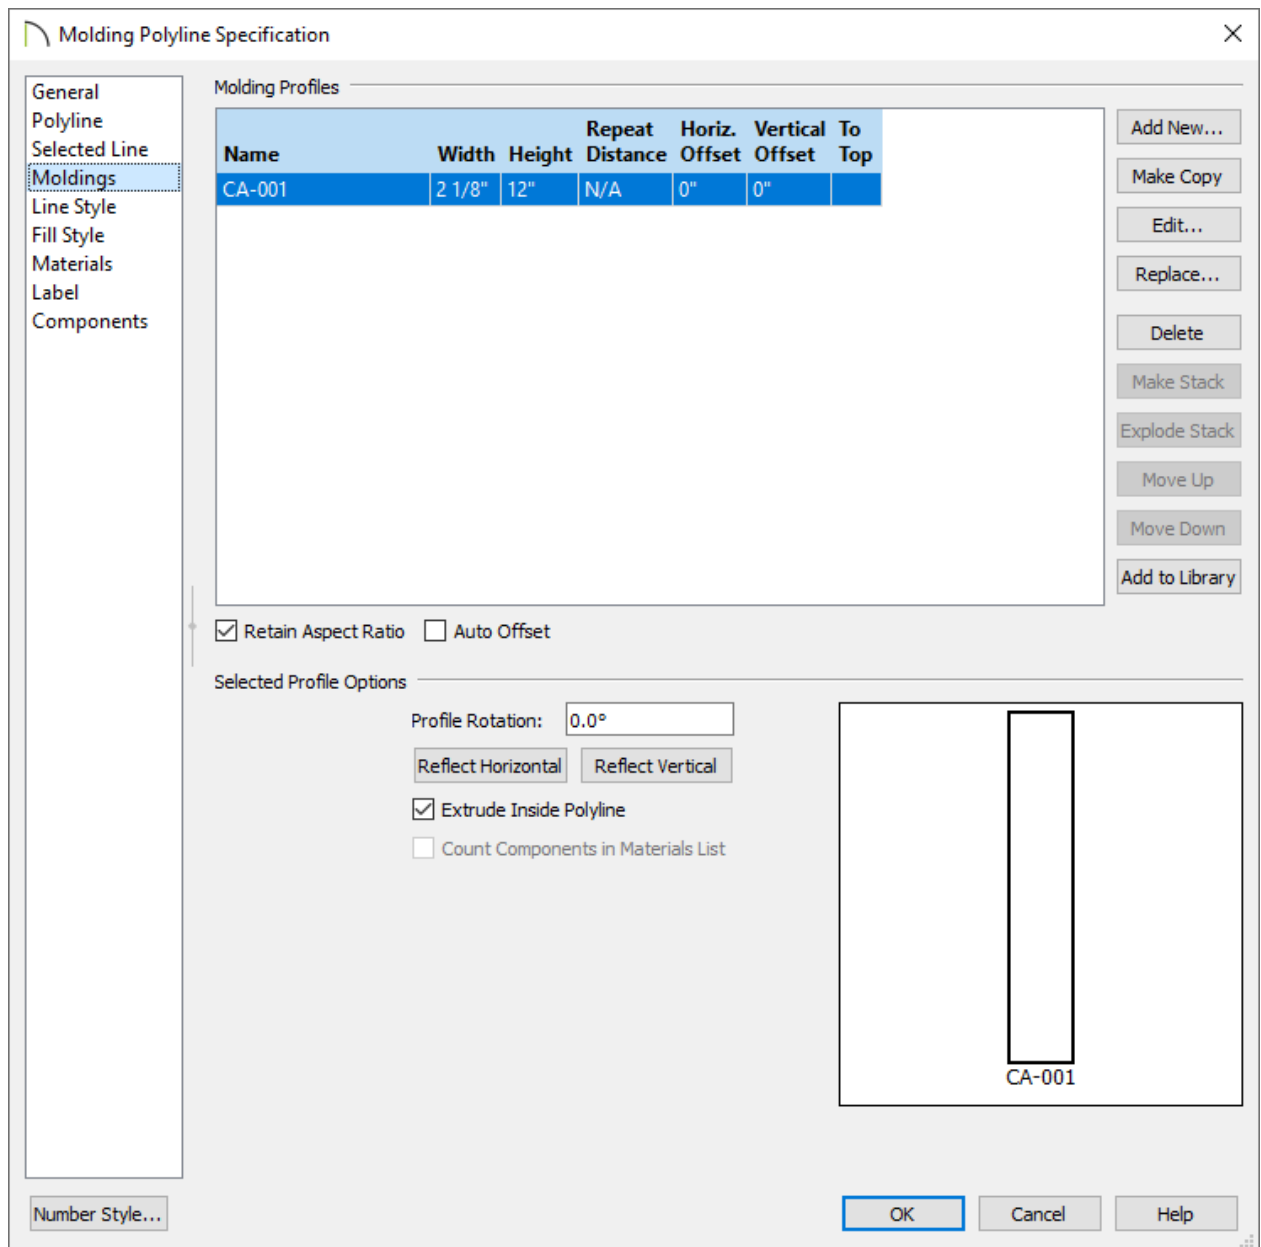 Molding Polyline Specification
General
Polyline
Selected Line
Moldings
Line Style
Fill Style
Materials
Label
Components
Molding Profiles
Name Width Height Repeat Distance Horiz. Offset Vertical Offset To Top
CA-001 2 1/8" 12" N/A 0" 0"
Add New...
Make Copy
Edit...
Replace...
Delete
Make Stack
Explode Stack
Move Up
Move Down
Add to Library
Retain Aspect Ratio Auto Offset
Selected Profile Options
Profile Rotation: 0.0°
Reflect Horizontal Reflect Vertical
Extrude Inside Polyline
Count Components in Materials List
CA-001
Number Style... OK Cancel Help